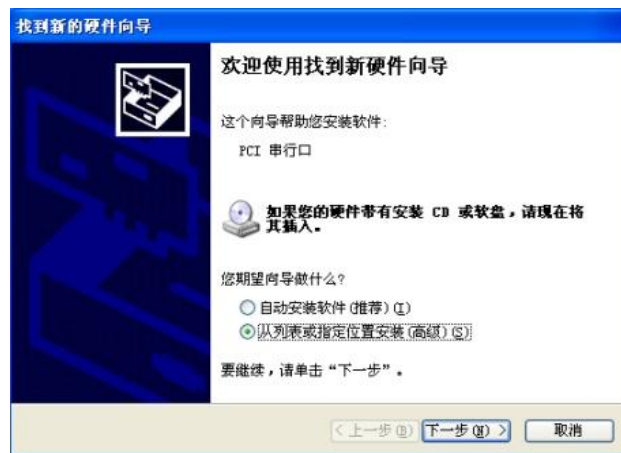 找到新的硬件向导
欢迎使用找到新硬件向导
这个向导帮助您安装软件:
PCI 串行口
如果您的硬件带有安装 CD 或软盘，请现在将
其插入。
您期望向导做什么?
自动安装软件(推荐)(I)
从列表或指定位置安装(高级)(S)
要继续，请单击“下一步”。
< 上一步(B) 下一步(N) > 取消